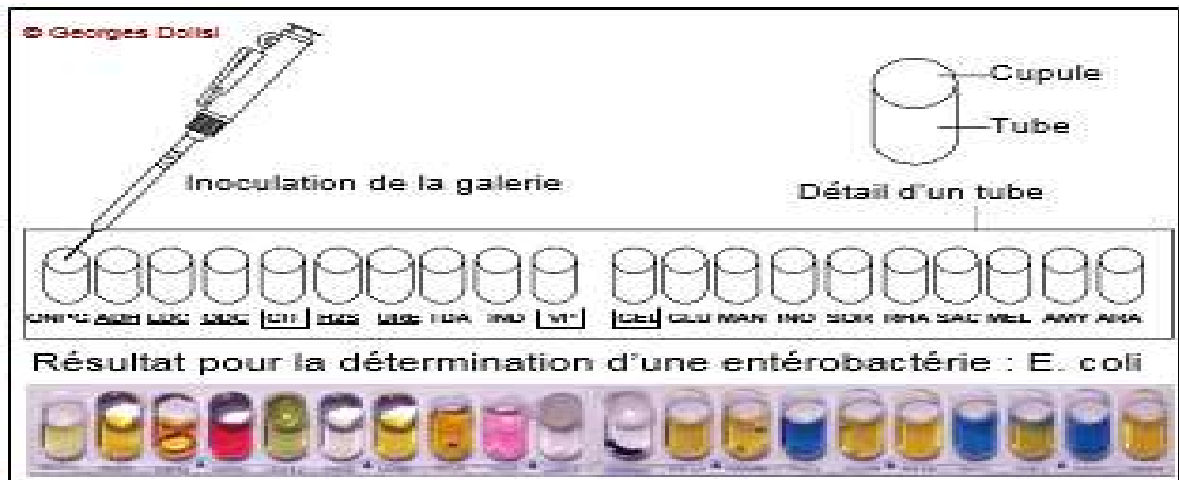 © Georges Dolisi
Cupule
Tube
Inoculation de la galerie
Détail d'un tube
ONPG ADH LDC ODC CIT H2S URE TDA IND VP GEL GLU MAN INO SOR RHA SAC MEL AMY ARA
Résultat pour la détermination d'une entérobactérie : E. coli